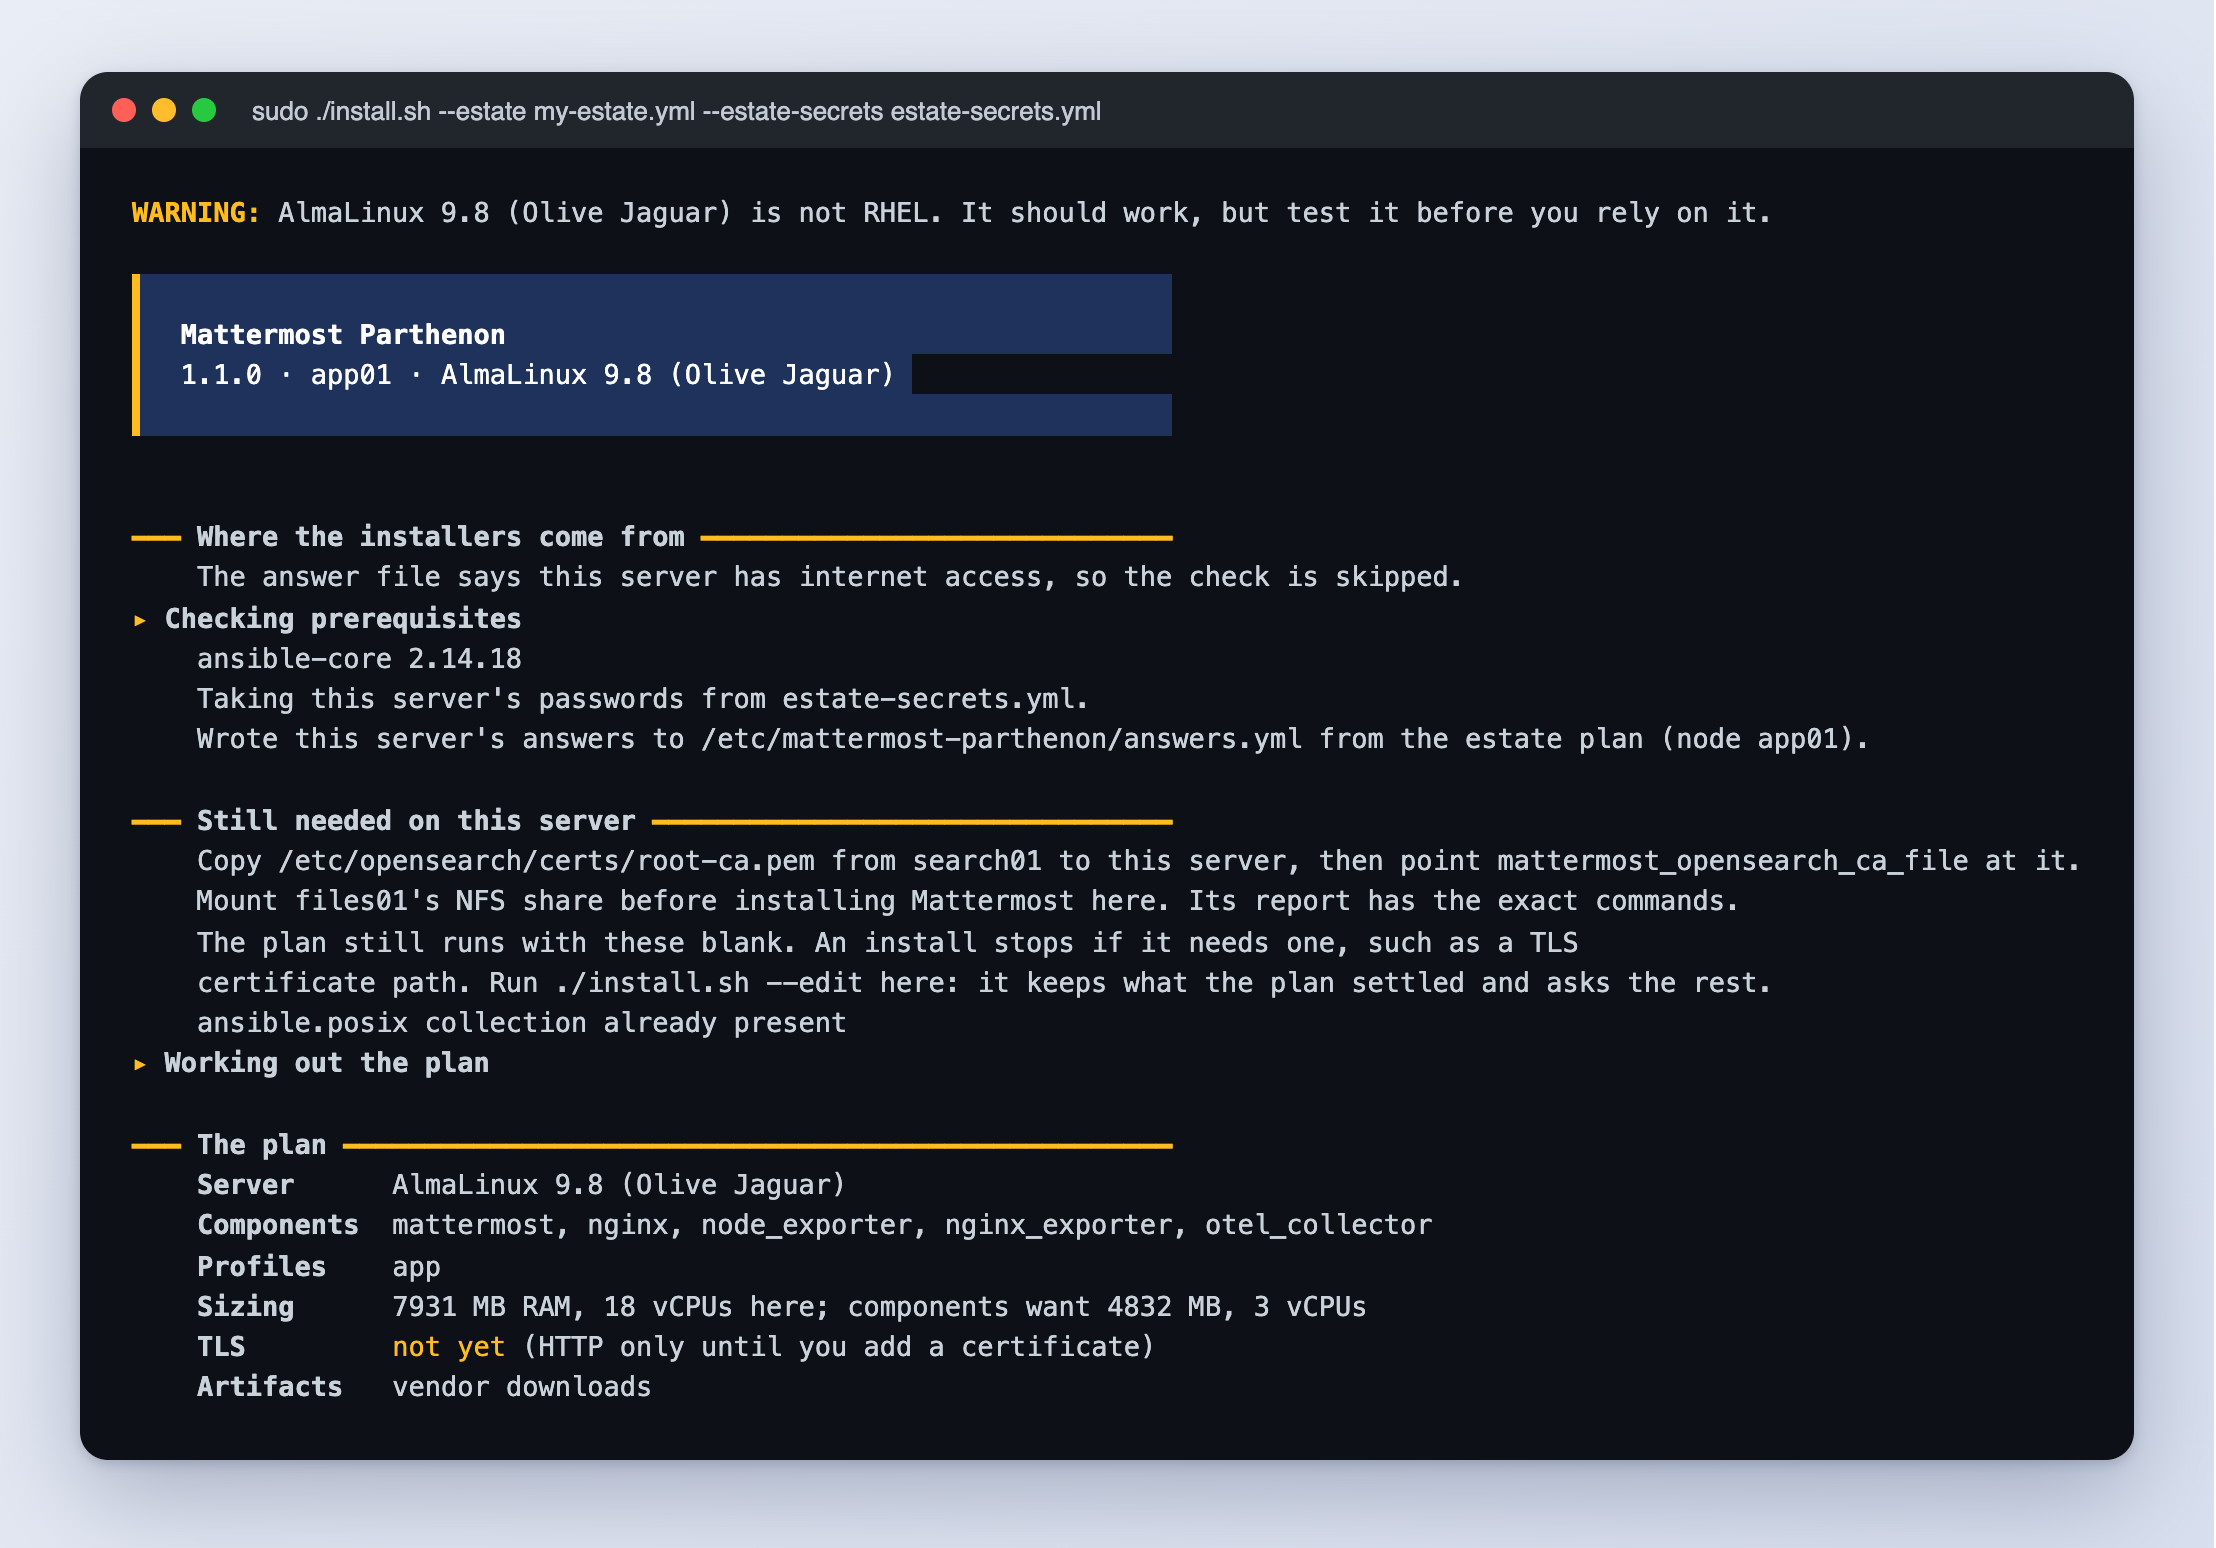 sudo ./install.sh --estate my-estate.yml --estate-secrets estate-secrets.yml
WARNING: AlmaLinux 9.8 (Olive Jaguar) is not RHEL. It should work, but test it before you rely on it.
Mattermost Parthenon
1.1.0 · app01 · AlmaLinux 9.8 (Olive Jaguar)
Where the installers come from
The answer file says this server has internet access, so the check is skipped.
▸ Checking prerequisites
ansible-core 2.14.18
Taking this server's passwords from estate-secrets.yml.
Wrote this server's answers to /etc/mattermost-parthenon/answers.yml from the estate plan (node app01).
Still needed on this server
Copy /etc/opensearch/certs/root-ca.pem from search01 to this server, then point mattermost_opensearch_ca_file at it.
Mount files01's NFS share before installing Mattermost here. Its report has the exact commands.
The plan still runs with these blank. An install stops if it needs one, such as a TLS
certificate path. Run ./install.sh --edit here: it keeps what the plan settled and asks the rest.
ansible.posix collection already present
▸ Working out the plan
The plan
Server AlmaLinux 9.8 (Olive Jaguar)
Components mattermost, nginx, node_exporter, nginx_exporter, otel_collector
Profiles app
Sizing 7931 MB RAM, 18 vCPUs here; components want 4832 MB, 3 vCPUs
TLS not yet (HTTP only until you add a certificate)
Artifacts vendor downloads